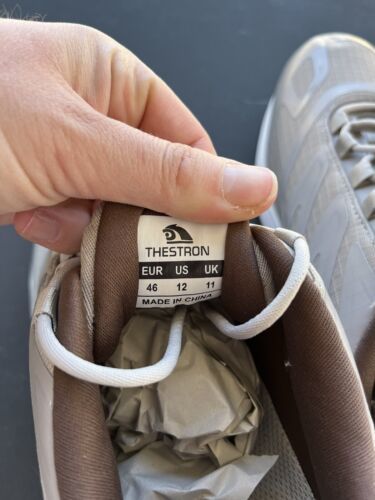 THESTRON
EUR US UK
46 12 11
MADE IN CHINA